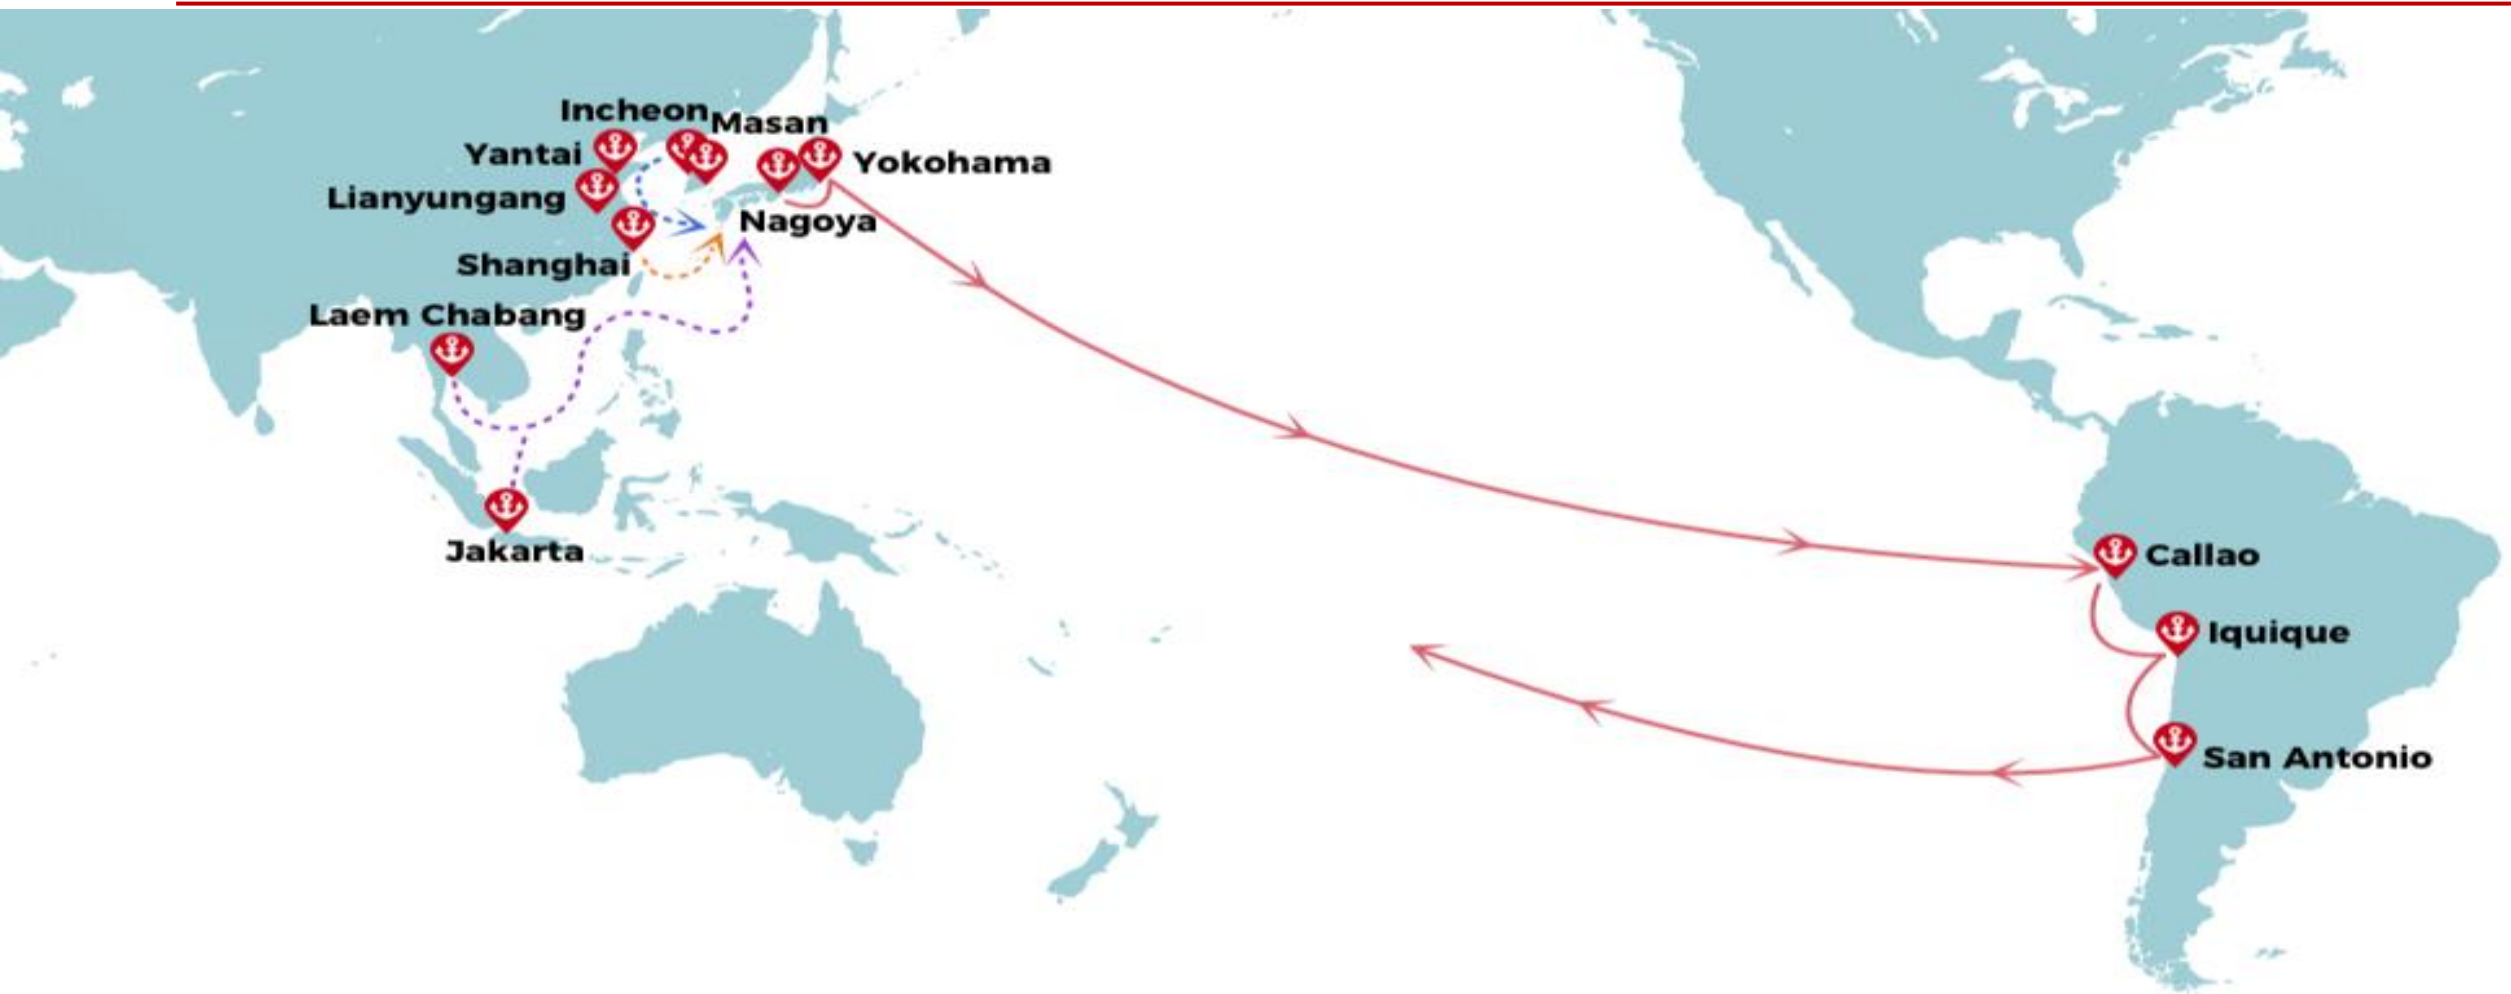 Incheon
Masan
Yantai
Yokohama
Lianyungang
Nagoya
Shanghai
Laem Chabang
Jakarta
Callao
Iquique
San Antonio